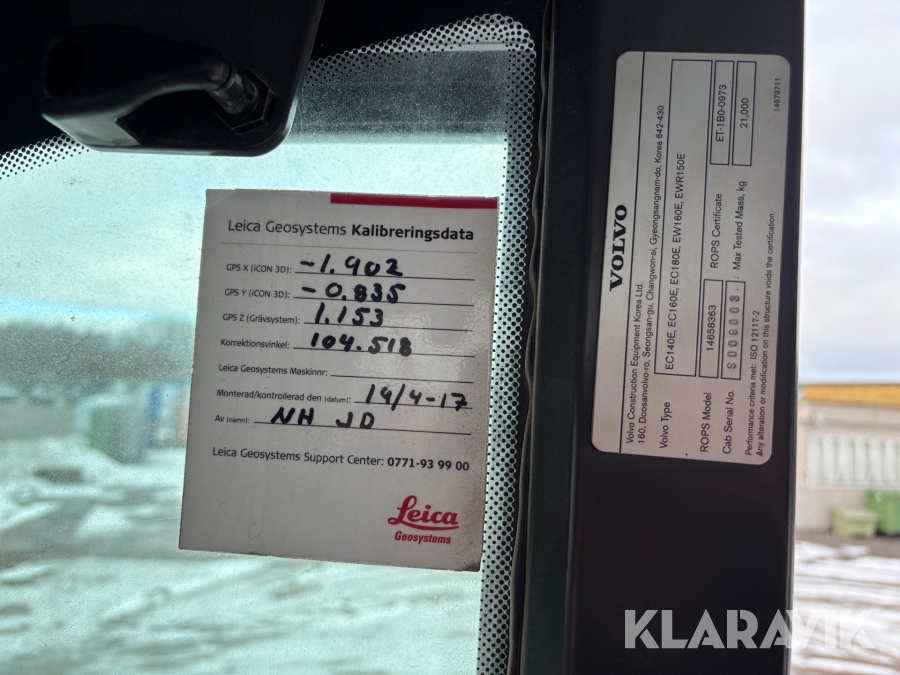 Leica Geosystems Kalibreringsdata
GPS X (iCON 3D): -1.902
GPS Y (iCON 3D): -0.835
GPS Z (Grävsystem): 1.153
Korrektionsvinkel: 104.518
Leica Geosystems Maskinnr:
Monterad/kontrollerad den (datum): 19/4-17
Av (namn): NH JD
Leica Geosystems Support Center: 0771-93 99 00
Leica
Geosystems
VOLVO
Volvo Construction Equipment Korea Ltd.
160, Doosanvolvo-ro, Seongsan-gu, Changwon-si, Gyeongsangnam-do, Korea 642-430
Volvo Type EC140E, EC160E, EC180E, EW160E, EWR150E
ROPS Model 14658363 ROPS Certificate ET-1B0-0973
Cab Serial No. Max Tested Mass, kg 21,000
Performance criteria met: ISO 12117-2
Any alteration or modification on this structure voids the certification
14679711
KLARAVIK